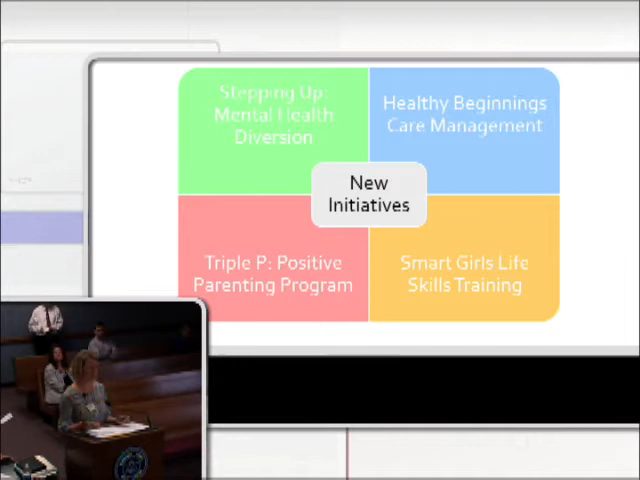 Stepping Up:
Mental Health
Diversion
Healthy Beginnings
Care Management
New
Initiatives
Triple P: Positive
Parenting Program
Smart Girls Life
Skills Training